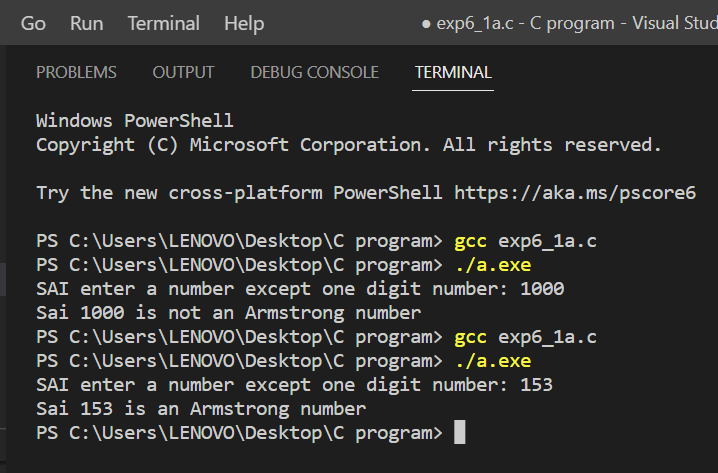 Go Run Terminal Help ● exp6_1a.c - C program - Visual Stud
PROBLEMS OUTPUT DEBUG CONSOLE TERMINAL
Windows PowerShell
Copyright (C) Microsoft Corporation. All rights reserved.
Try the new cross-platform PowerShell https://aka.ms/pscore6
PS C:\Users\LENOVO\Desktop\C program> gcc exp6_1a.c
PS C:\Users\LENOVO\Desktop\C program> ./a.exe
SAI enter a number except one digit number: 1000
Sai 1000 is not an Armstrong number
PS C:\Users\LENOVO\Desktop\C program> gcc exp6_1a.c
PS C:\Users\LENOVO\Desktop\C program> ./a.exe
SAI enter a number except one digit number: 153
Sai 153 is an Armstrong number
PS C:\Users\LENOVO\Desktop\C program>